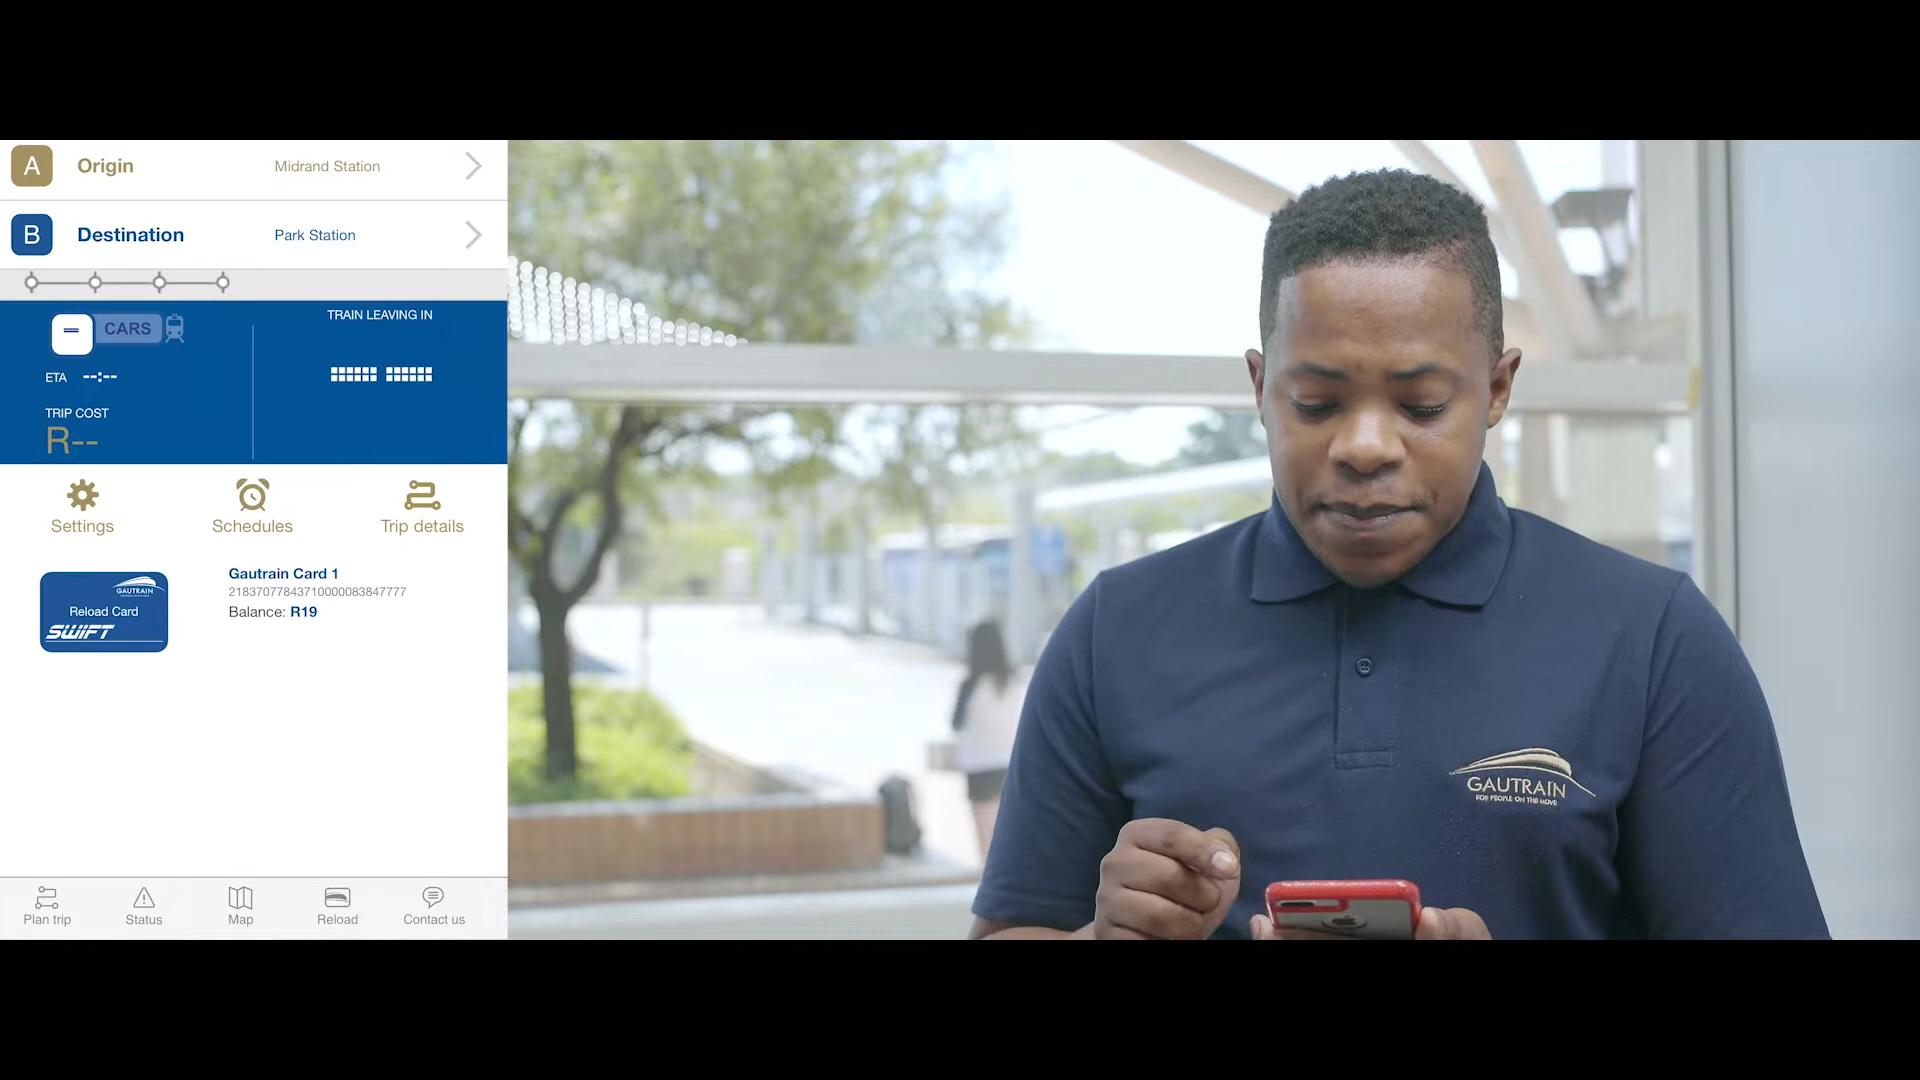 A Origin Midrand Station
B Destination Park Station
CARS
TRAIN LEAVING IN
ETA --:--
TRIP COST
R--
Settings Schedules Trip details
GAUTRAIN
Reload Card
SWIFT
Gautrain Card 1
21837077843710000083847777
Balance: R19
Plan trip Status Map Reload Contact us
GAUTRAIN
FOR PEOPLE ON THE MOVE